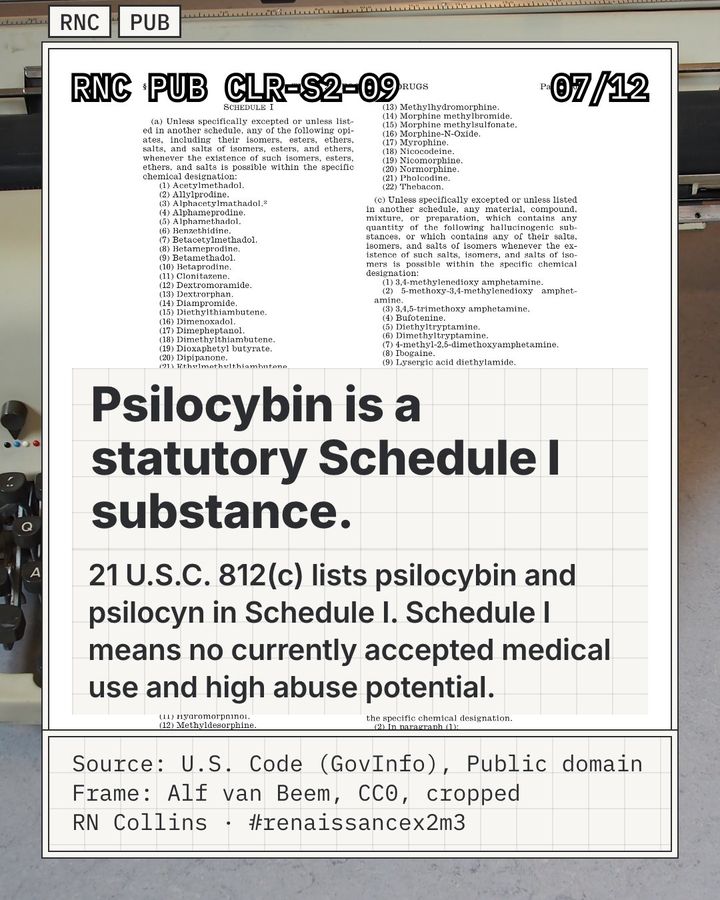 RNC PUB
RNC PUB CLR-S2-09 07/12
§ DRUGS Pa
SCHEDULE I
(a) Unless specifically excepted or unless list-
ed in another schedule, any of the following opi-
ates, including their isomers, esters, ethers,
salts, and salts of isomers, esters, and ethers,
whenever the existence of such isomers, esters,
ethers, and salts is possible within the specific
chemical designation:
(1) Acetylmethadol.
(2) Allylprodine.
(3) Alphacetylmathadol.²
(4) Alphameprodine.
(5) Alphamethadol.
(6) Benzethidine.
(7) Betacetylmethadol.
(8) Betameprodine.
(9) Betamethadol.
(10) Betaprodine.
(11) Clonitazene.
(12) Dextromoramide.
(13) Dextrorphan.
(14) Diampromide.
(15) Diethylthiambutene.
(16) Dimenoxadol.
(17) Dimepheptanol.
(18) Dimethylthiambutene.
(19) Dioxaphetyl butyrate.
(20) Dipipanone.
(21) Ethylmethylthiambutene
(13) Methylhydromorphine.
(14) Morphine methylbromide.
(15) Morphine methylsulfonate.
(16) Morphine-N-Oxide.
(17) Myrophine.
(18) Nicocodeine.
(19) Nicomorphine.
(20) Normorphine.
(21) Pholcodine.
(22) Thebacon.
(c) Unless specifically excepted or unless listed
in another schedule, any material, compound,
mixture, or preparation, which contains any
quantity of the following hallucinogenic sub-
stances, or which contains any of their salts,
isomers, and salts of isomers whenever the ex-
istence of such salts, isomers, and salts of iso-
mers is possible within the specific chemical
designation:
(1) 3,4-methylenedioxy amphetamine.
(2) 5-methoxy-3,4-methylenedioxy amphet-
amine.
(3) 3,4,5-trimethoxy amphetamine.
(4) Bufotenine.
(5) Diethyltryptamine.
(6) Dimethyltryptamine.
(7) 4-methyl-2,5-dimethoxyamphetamine.
(8) Ibogaine.
(9) Lysergic acid diethylamide.
Psilocybin is a
statutory Schedule I
substance.
21 U.S.C. 812(c) lists psilocybin and
psilocyn in Schedule I. Schedule I
means no currently accepted medical
use and high abuse potential.
(11) Hydromorphinol.
(12) Methyldesorphine.
the specific chemical designation.
(2) In paragraph (1):
Source: U.S. Code (GovInfo), Public domain
Frame: Alf van Beem, CC0, cropped
RN Collins · #renaissancex2m3
Q
A